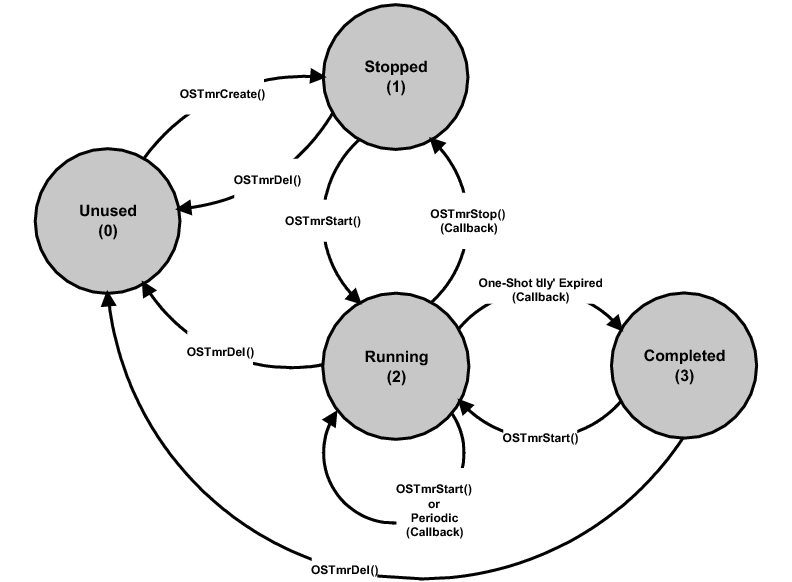 Stopped
(1)
OSTmrCreate()
OSTmrDel()
Unused
(0)
OSTmrStart()
OSTmrStop()
(Callback)
One-Shot 'dly' Expired
(Callback)
OSTmrDel()
Running
(2)
Completed
(3)
OSTmrStart()
OSTmrStart()
or
Periodic
(Callback)
OSTmrDel()